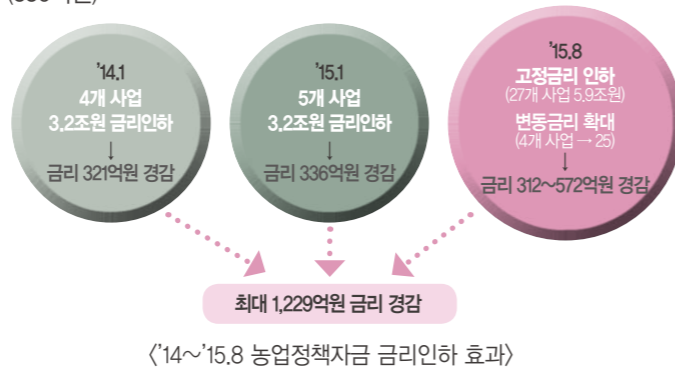 '14.1
4개 사업
3.2조원 금리인하
↓
금리 321억원 경감
'15.1
5개 사업
3.2조원 금리인하
↓
금리 336억원 경감
'15.8
고정금리 인하
(27개 사업 5.9조원)
변동금리 확대
(4개 사업 → 25)
↓
금리 312～572억원 경감
최대 1,229억원 금리 경감
〈'14～'15.8 농업정책자금 금리인하 효과〉